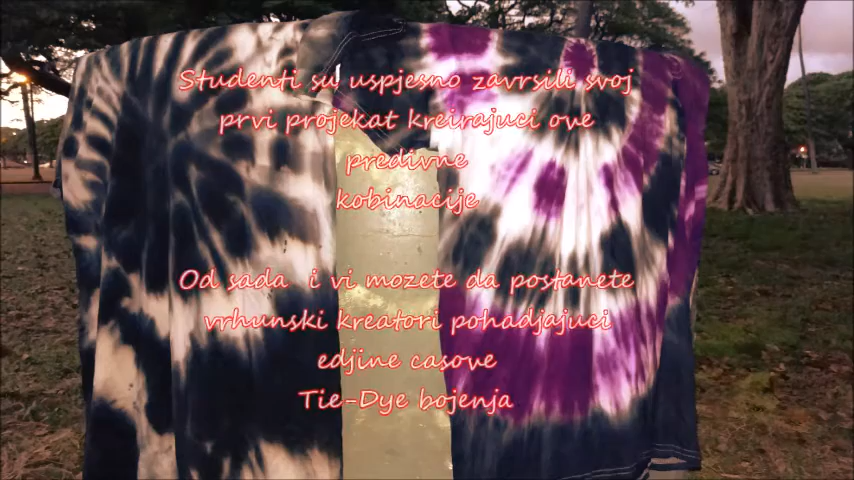 Studenti su uspjesno zavrsili svoj
prvi projekat kreirajuci ove
predivne
kobinacije
Od sada i vi mozete da postanete
vrhunski kreatori pohadjajuci
edjine casove
Tie-Dye bojenja